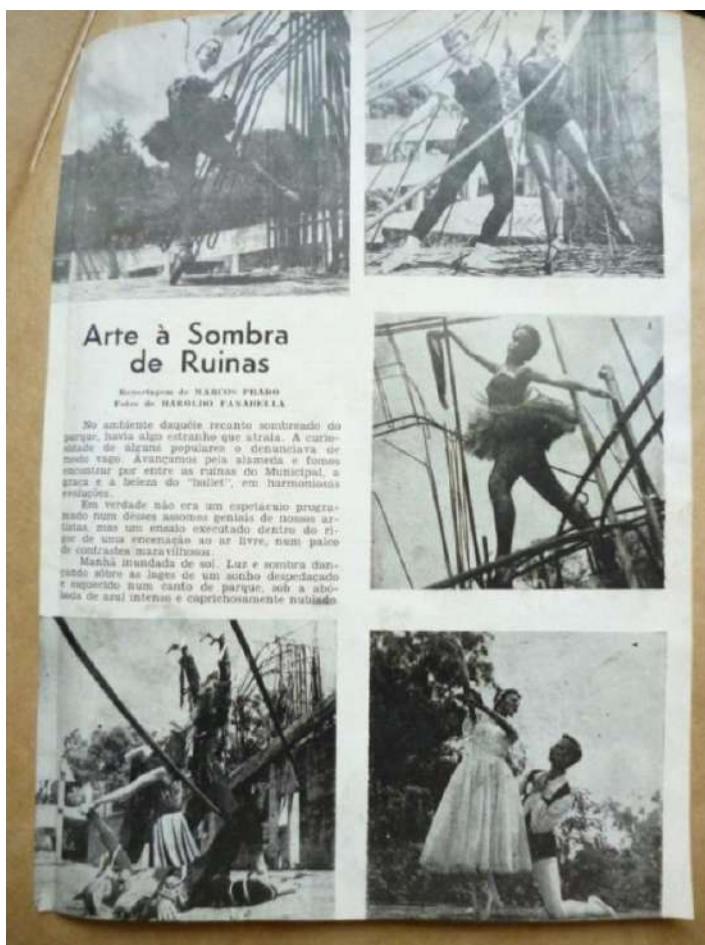 Arte à Sombra
de Ruinas
Reportagem de MARCOS PRADO
Fotos de HAROLDO FANABELLA
No ambiente daquêle recanto sombreado do
parque, havia algo estranho que atraía. A curio-
sidade de alguns populares o denunciava de
modo vago. Avançamos pela alameda e fomos
encontrar por entre as ruinas do Municipal, a
graça e a beleza do "ballet", em harmoniosas
evoluções.
Em verdade não era um espetáculo progra-
mado num dêsses assomos geniais de nossos ar-
tistas, mas um ensaio executado dentro do ri-
gor de uma encenação ao ar livre, num palco
de contrastes maravilhosos.
Manhã inundada de sol. Luz e sombra dan-
çando sôbre as lages de um sonho despedaçado
e esquecido num canto de parque, sob a abó-
bada de azul intenso e caprichosamente nublado.